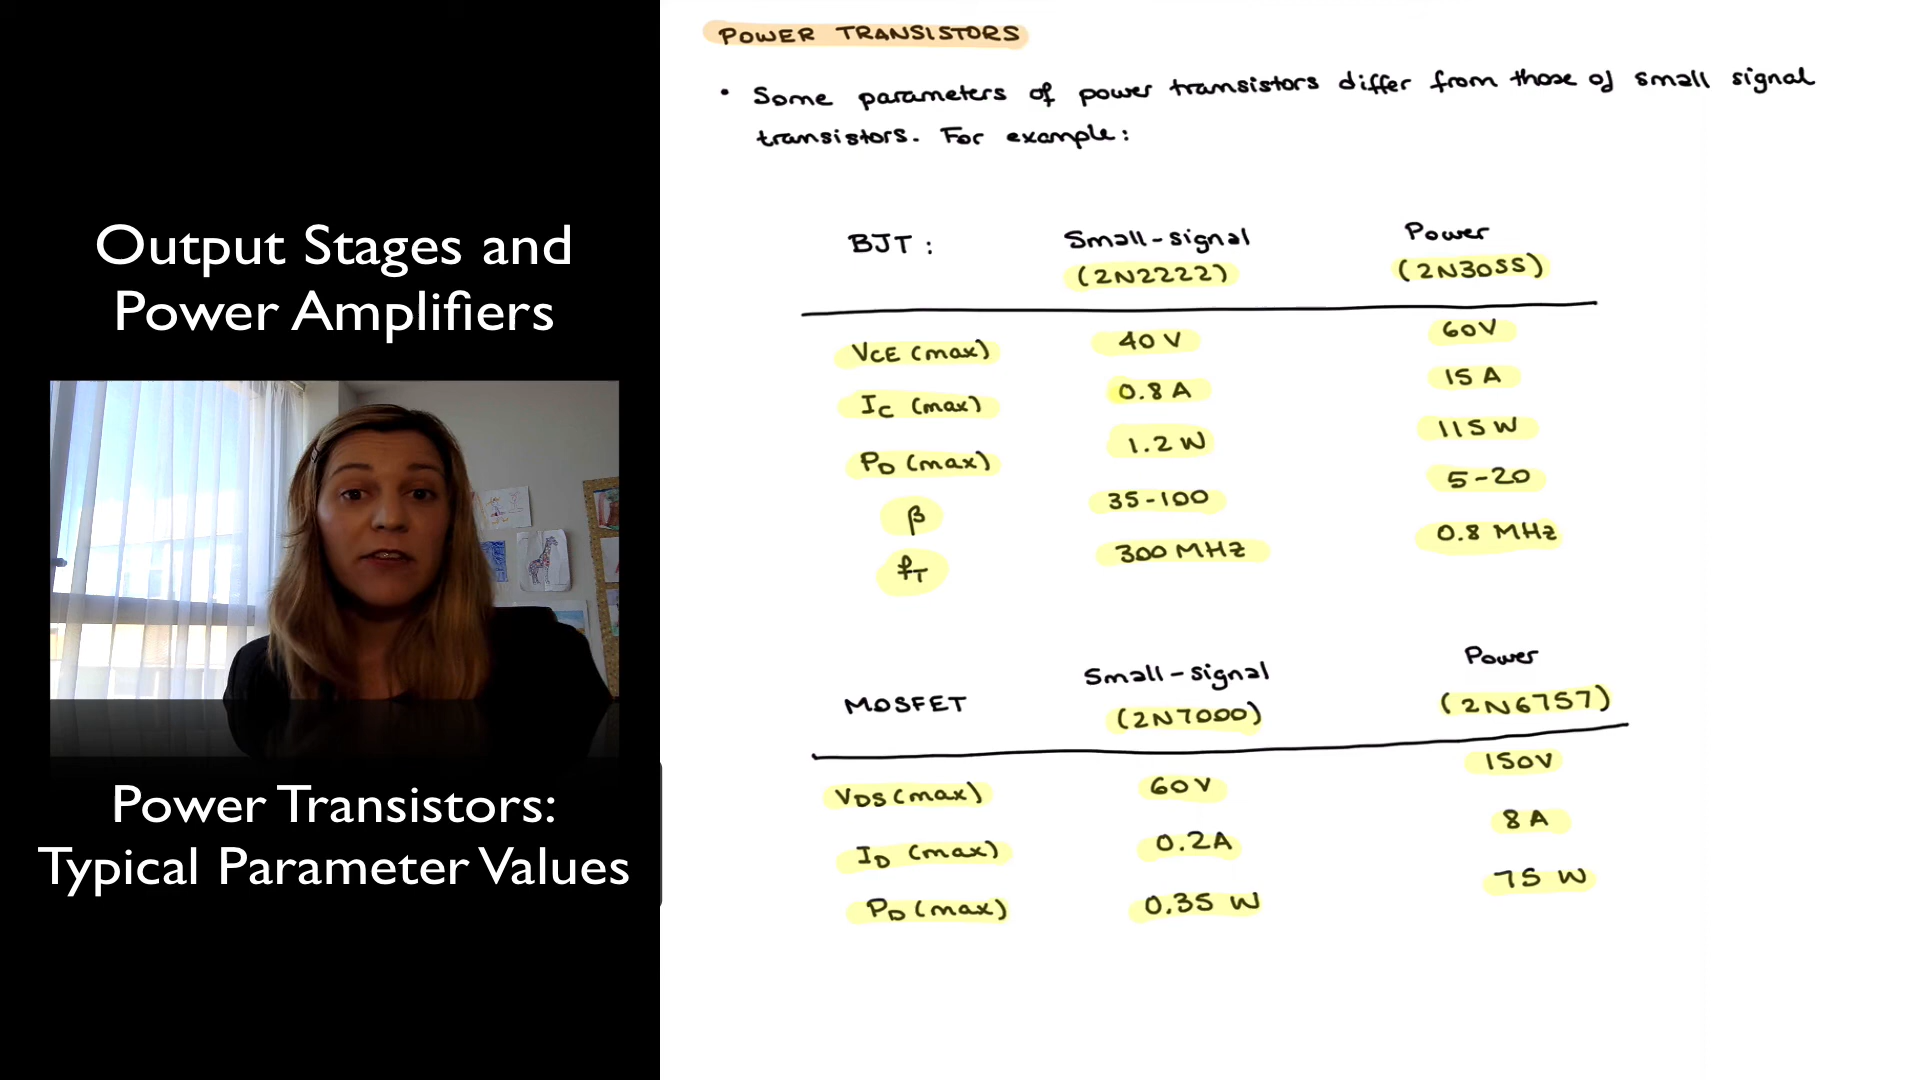 Output Stages and
Power Amplifiers
Power Transistors:
Typical Parameter Values
POWER TRANSISTORS
• Some parameters of power transistors differ from those of small signal
transistors. For example:
BJT: Small-signal Power
(2N2222) (2N3055)
VCE (max) 40 V 60V
IC (max) 0.8 A 15 A
PD (max) 1.2 W 115 W
β 35-100 5-20
fT 300 MHz 0.8 MHz
MOSFET Small-signal Power
(2N7000) (2N6757)
VDS (max) 60 V 150V
ID (max) 0.2A 8 A
PD (max) 0.35 W 75 W